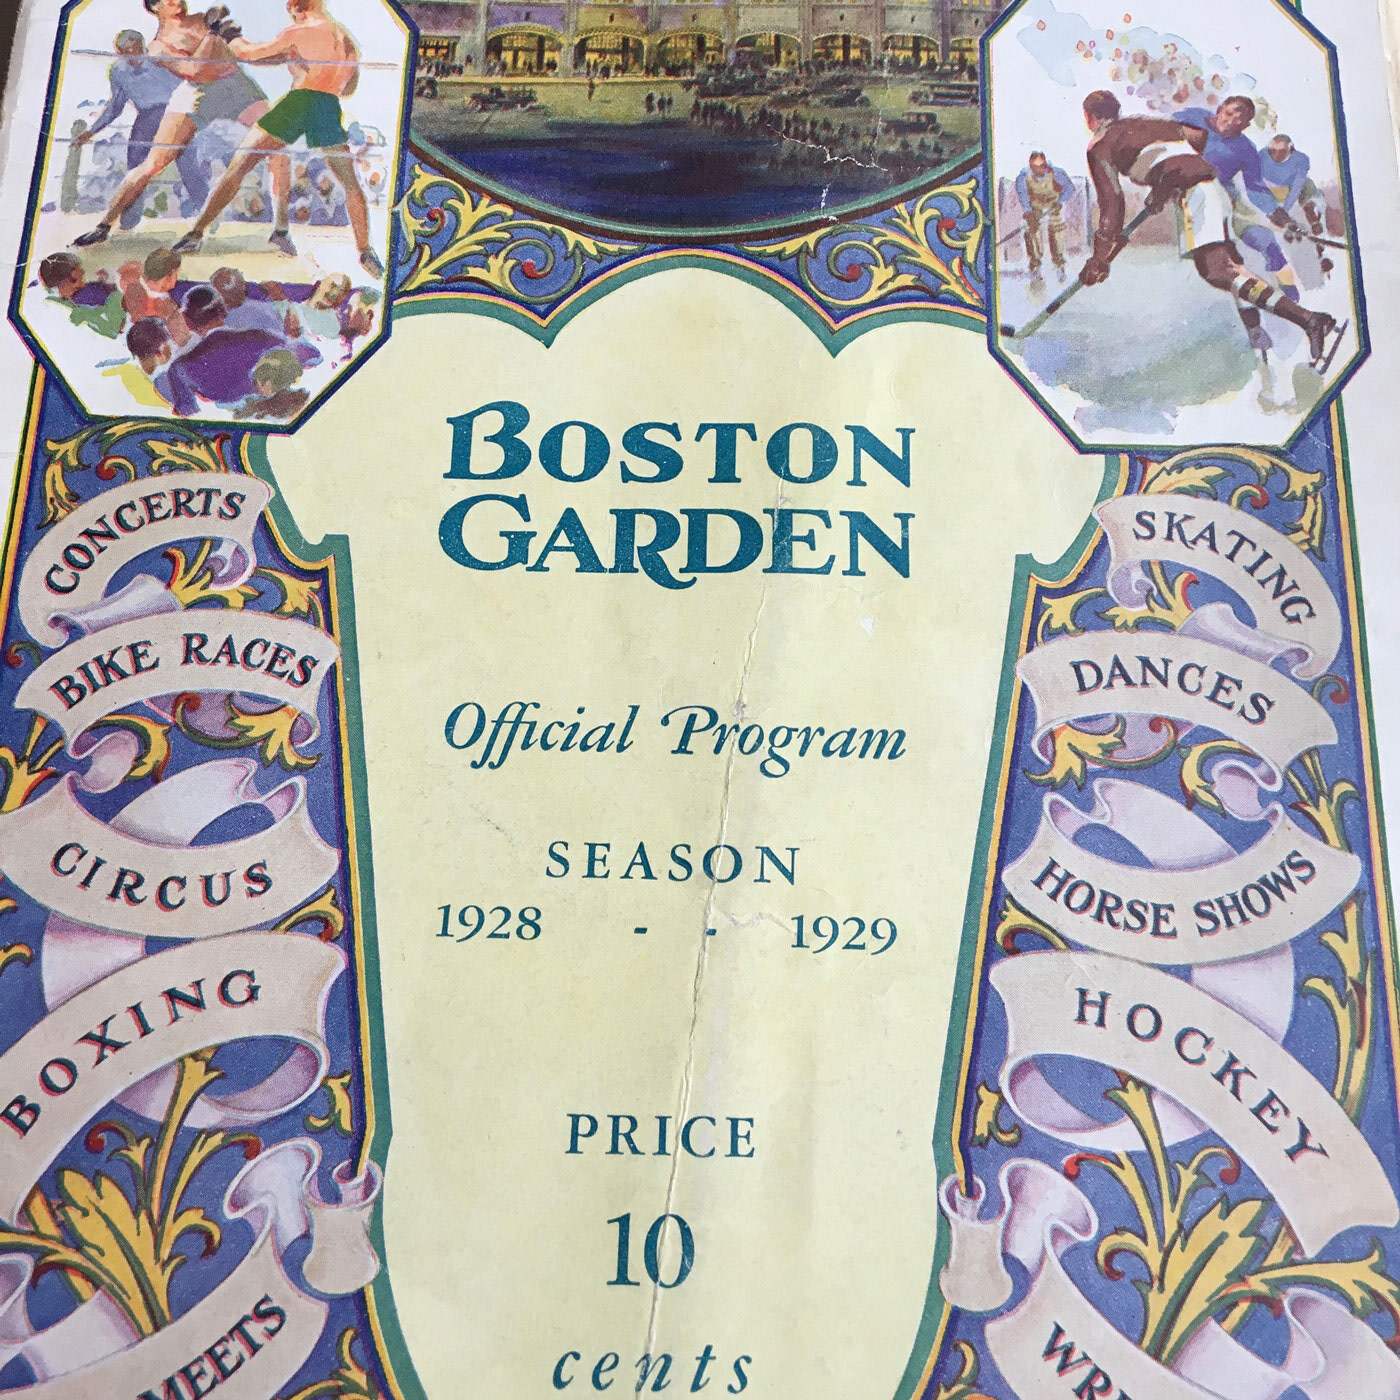 BOSTON
GARDEN
Official Program
SEASON
1928 - - 1929
PRICE
10
cents
CONCERTS
BIKE RACES
CIRCUS
BOXING
MEETS
SKATING
DANCES
HORSE SHOWS
HOCKEY